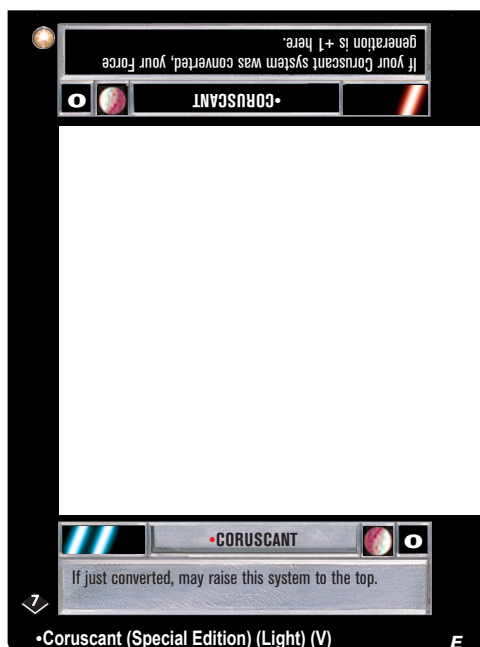 If your Coruscant system was converted, your Force
generation is +1 here.
•CORUSCANT
0
•CORUSCANT
0
If just converted, may raise this system to the top.
7
•Coruscant (Special Edition) (Light) (V)
E